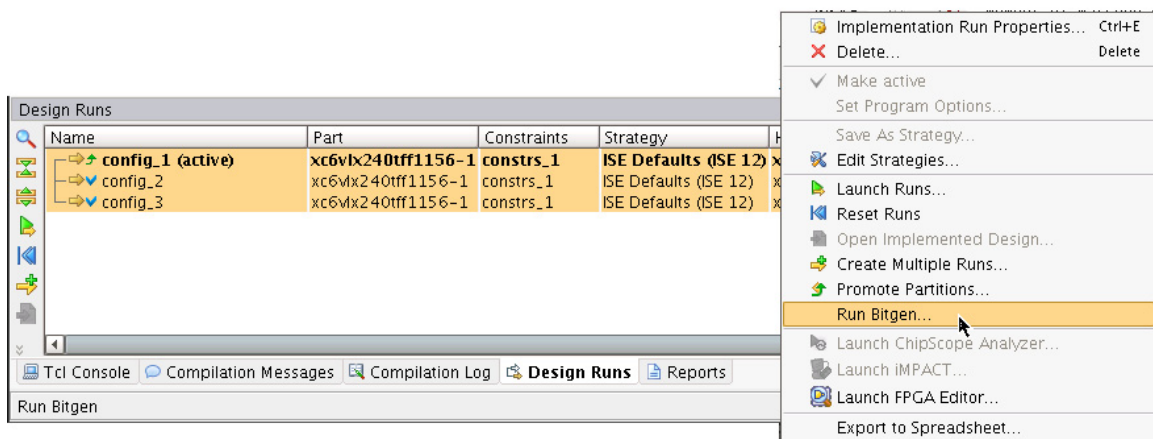 Implementation Run Properties... Ctrl+E
Delete... Delete
Make active
Set Program Options...
Save As Strategy...
Edit Strategies...
Launch Runs...
Reset Runs
Open Implemented Design...
Create Multiple Runs...
Promote Partitions...
Run Bitgen...
Launch ChipScope Analyzer...
Launch iMPACT...
Launch FPGA Editor...
Export to Spreadsheet...
Design Runs
Name Part Constraints Strategy
config_1 (active) xc6vlx240tff1156-1 constrs_1 ISE Defaults (ISE 12)
config_2 xc6vlx240tff1156-1 constrs_1 ISE Defaults (ISE 12)
config_3 xc6vlx240tff1156-1 constrs_1 ISE Defaults (ISE 12)
Tcl Console Compilation Messages Compilation Log Design Runs Reports
Run Bitgen